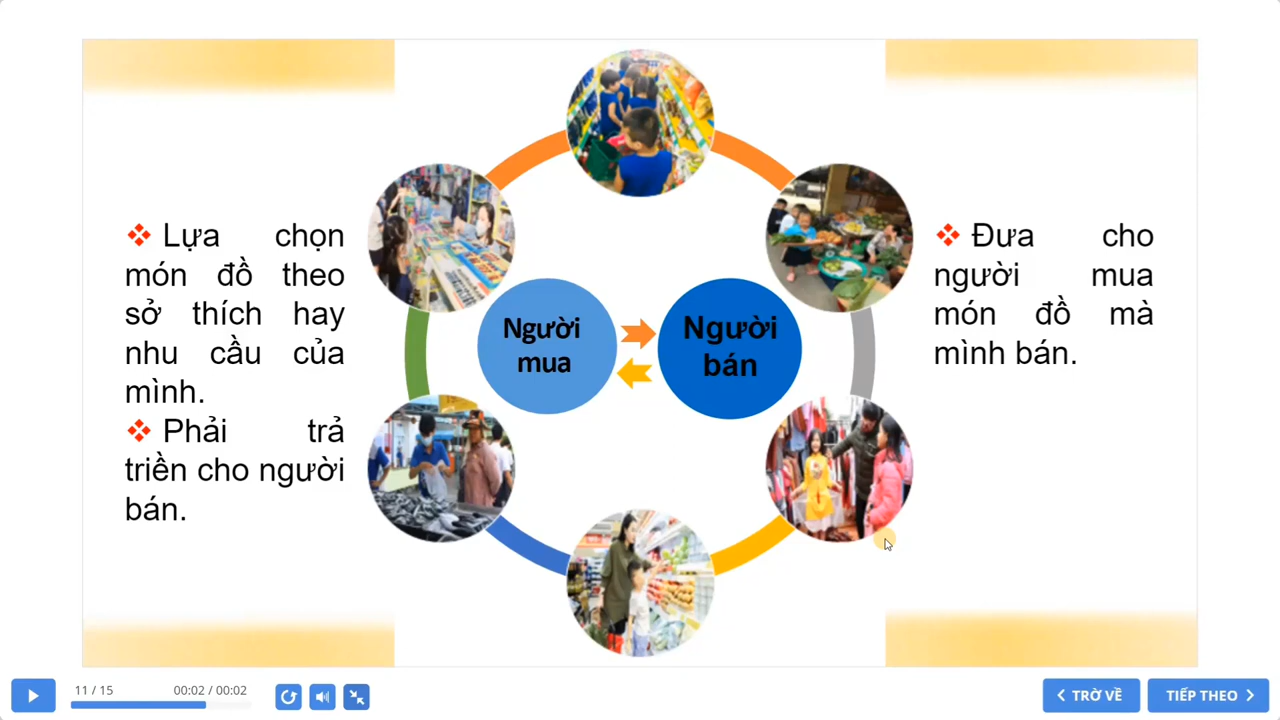 ❖ Lựa chọn
món đồ theo
sở thích hay
nhu cầu của
mình.
❖ Phải trả
triền cho người
bán.
Người
mua
Người
bán
❖ Đưa cho
người mua
món đồ mà
mình bán.
11 / 15
00:02 / 00:02
TRỞ VỀ
TIẾP THEO